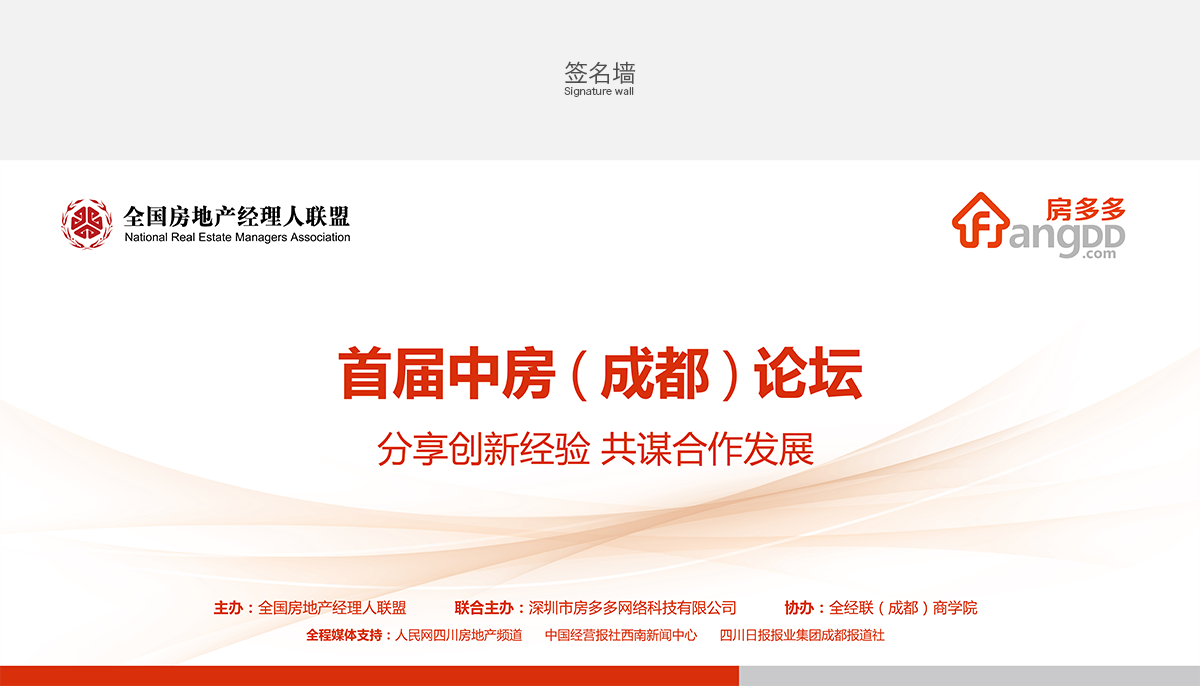 签名墙
Signature wall
全国房地产经理人联盟
National Real Estate Managers Association
房多多
angDD
.com
首届中房(成都)论坛
分享创新经验 共谋合作发展
主办:全国房地产经理人联盟 联合主办:深圳市房多多网络科技有限公司 协办:全经联(成都)商学院
全程媒体支持:人民网四川房地产频道 中国经营报社西南新闻中心 四川日报报业集团成都报道社